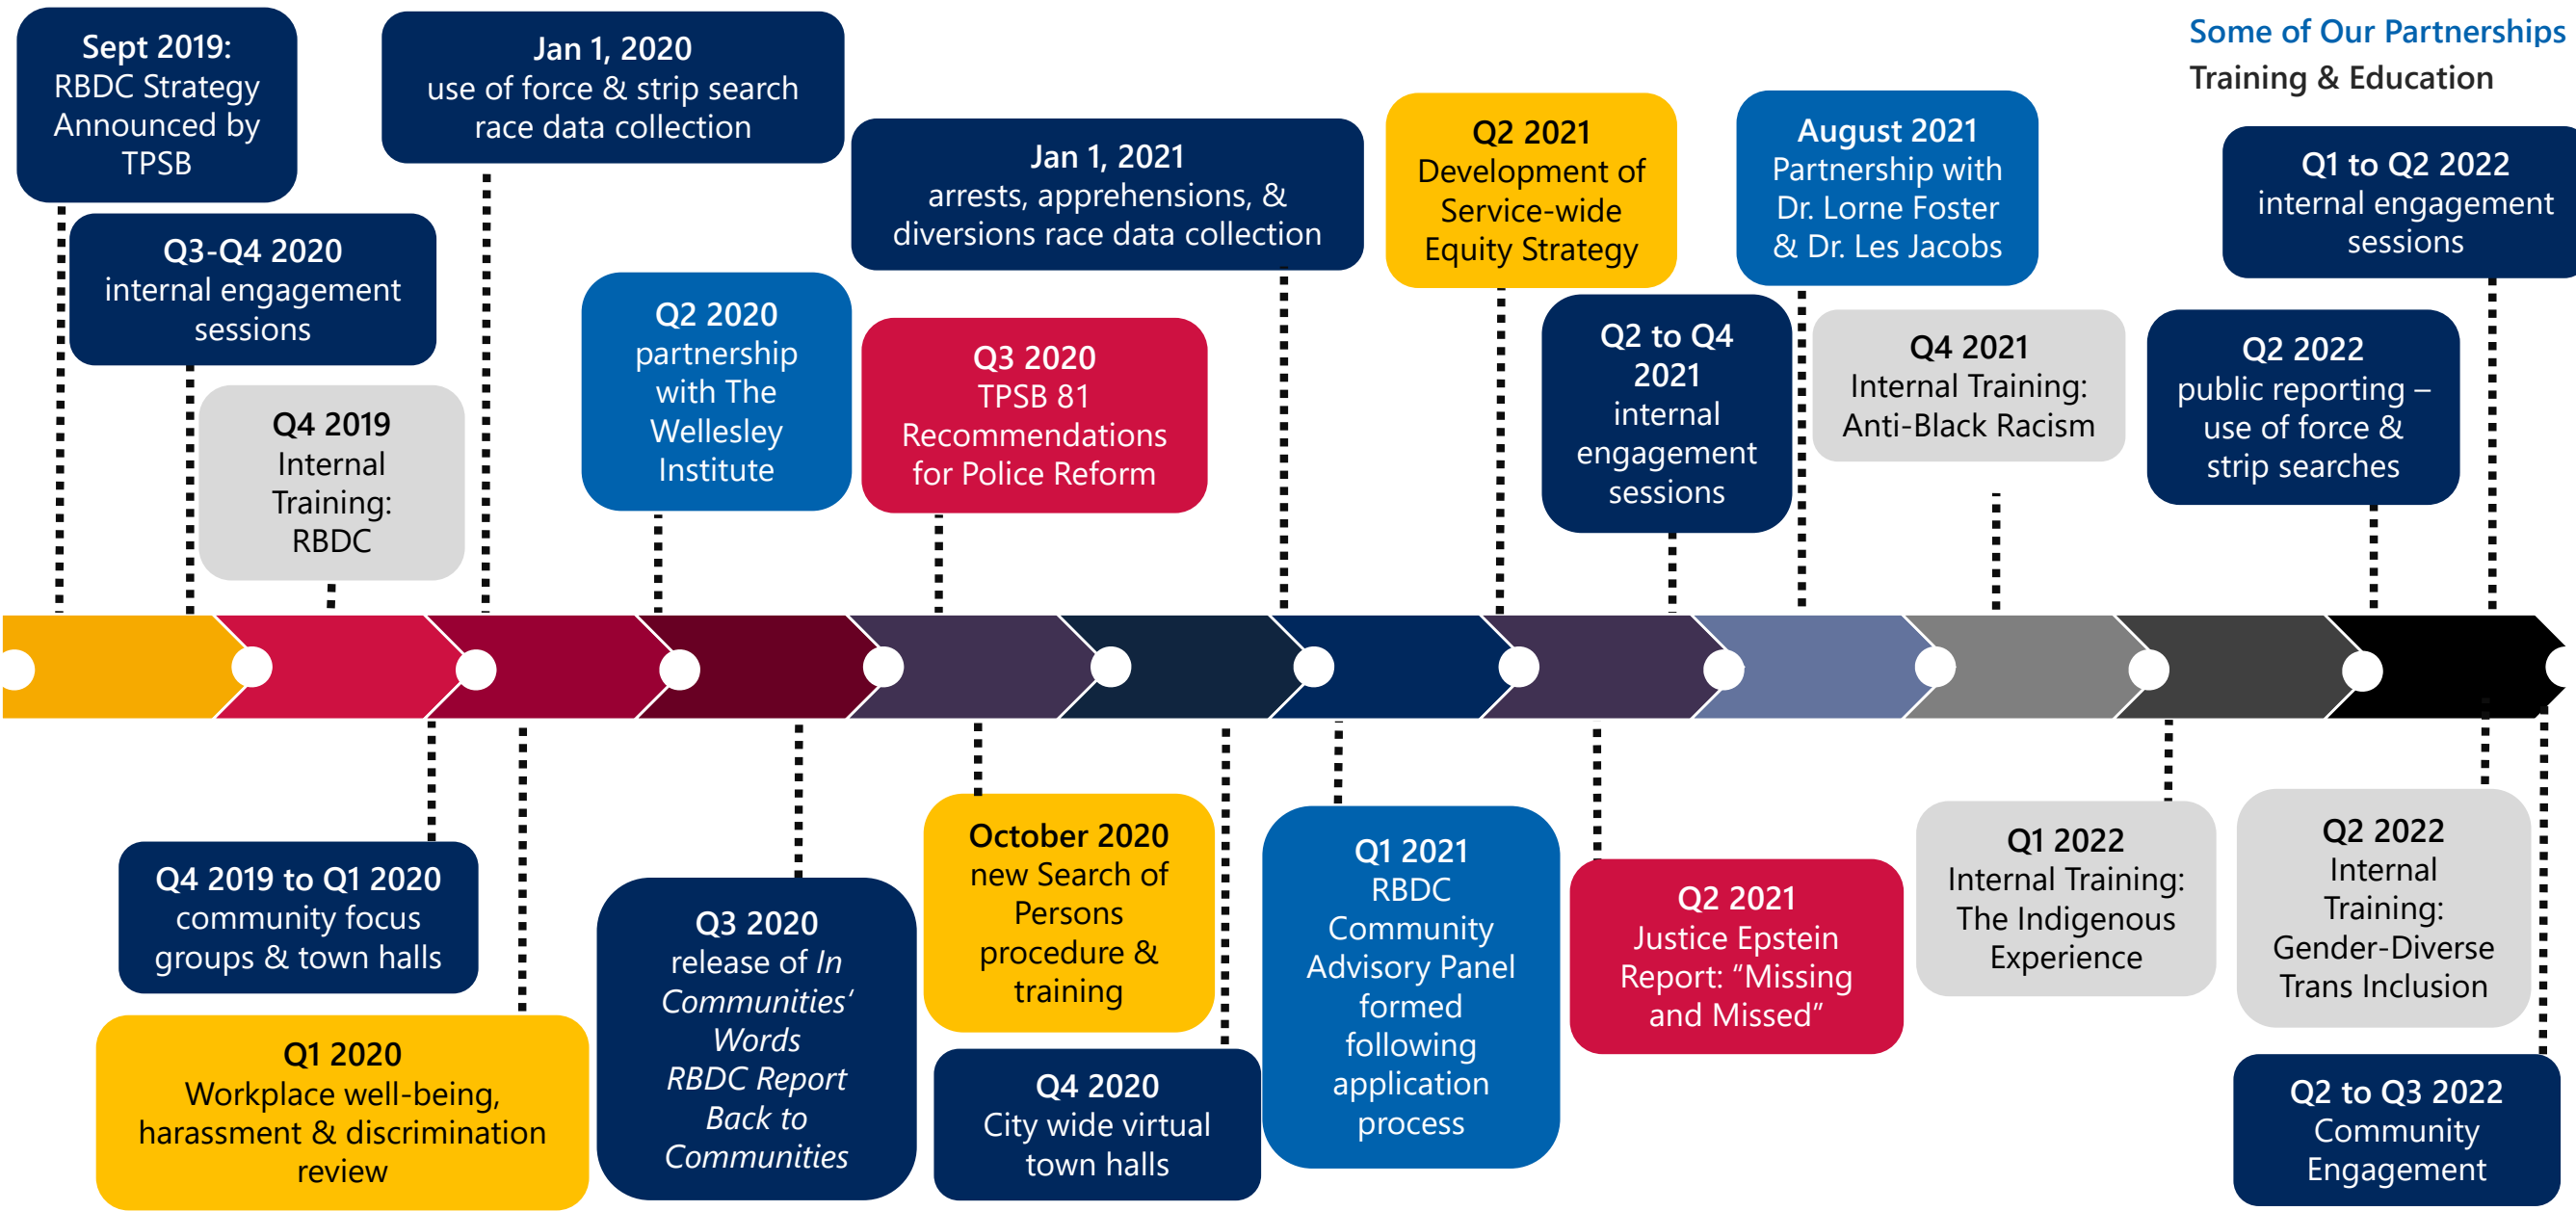 Some of Our Partnerships
Training & Education
Sept 2019:
RBDC Strategy
Announced by
TPSB
Q3-Q4 2020
internal engagement
sessions
Q4 2019
Internal
Training:
RBDC
Jan 1, 2020
use of force & strip search
race data collection
Q2 2020
partnership
with The
Wellesley
Institute
Q3 2020
TPSB 81
Recommendations
for Police Reform
Jan 1, 2021
arrests, apprehensions, &
diversions race data collection
Q2 2021
Development of
Service-wide
Equity Strategy
Q2 to Q4
2021
internal
engagement
sessions
August 2021
Partnership with
Dr. Lorne Foster
& Dr. Les Jacobs
Q4 2021
Internal Training:
Anti-Black Racism
Q2 2022
public reporting –
use of force &
strip searches
Q1 to Q2 2022
internal engagement
sessions
Q4 2019 to Q1 2020
community focus
groups & town halls
Q1 2020
Workplace well-being,
harassment & discrimination
review
Q3 2020
release of In
Communities’
Words
RBDC Report
Back to
Communities
October 2020
new Search of
Persons
procedure &
training
Q4 2020
City wide virtual
town halls
Q1 2021
RBDC
Community
Advisory Panel
formed
following
application
process
Q2 2021
Justice Epstein
Report: “Missing
and Missed”
Q1 2022
Internal Training:
The Indigenous
Experience
Q2 2022
Internal
Training:
Gender-Diverse
Trans Inclusion
Q2 to Q3 2022
Community
Engagement